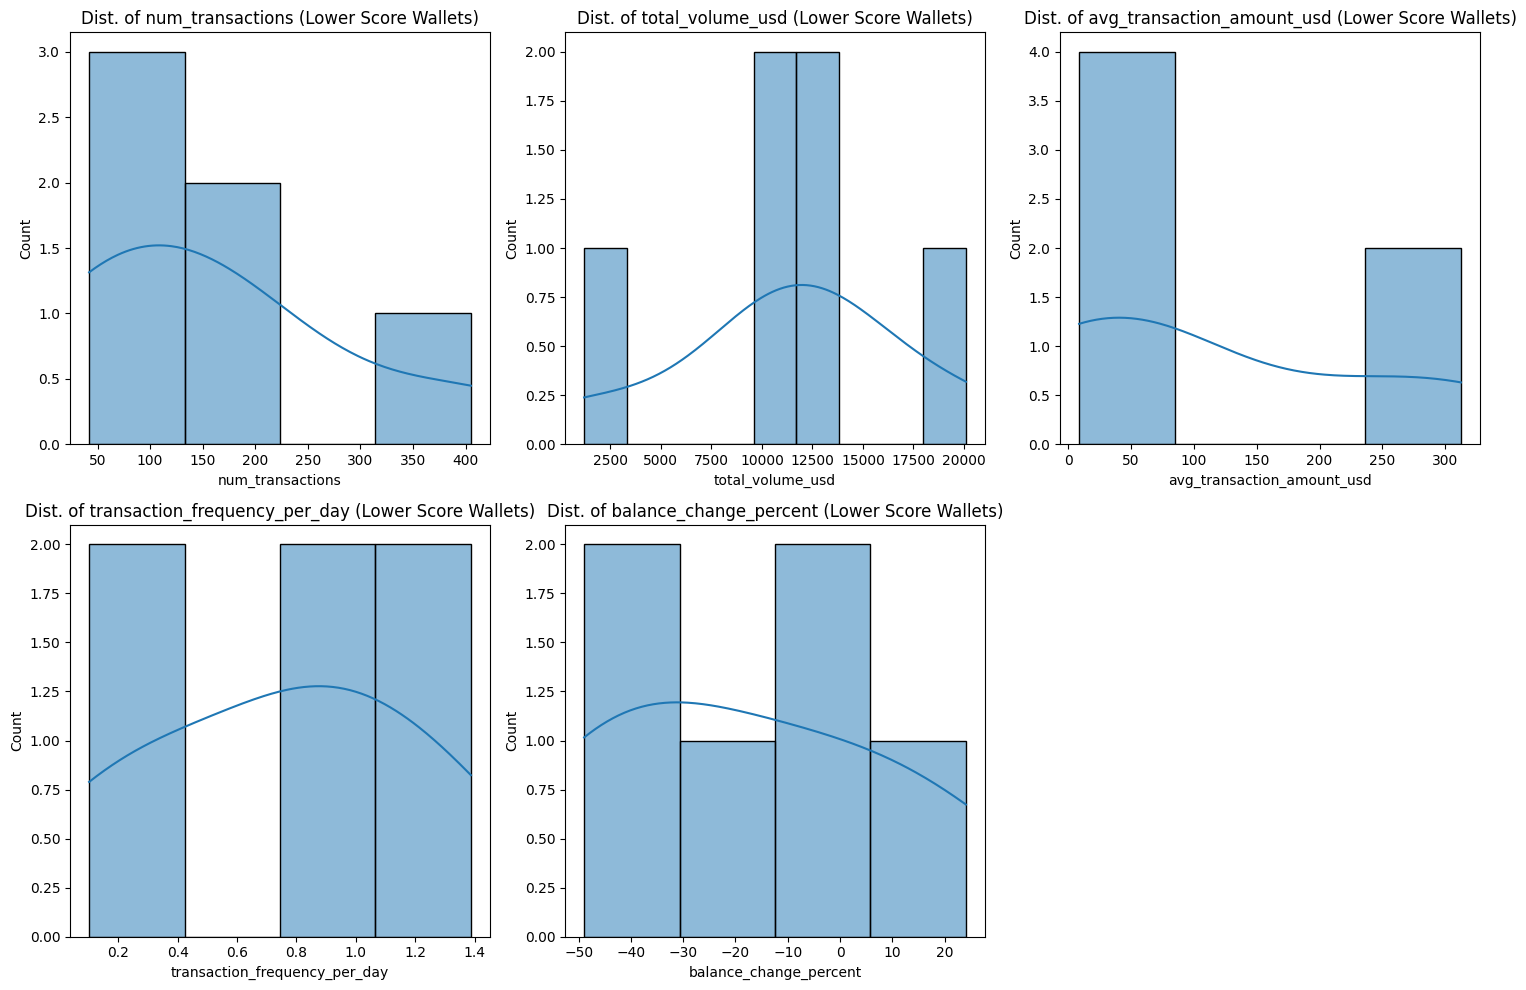 Dist. of num_transactions (Lower Score Wallets)
3.0
2.5
2.0
1.5
1.0
0.5
0.0
Count
50 100 150 200 250 300 350 400
num_transactions
Dist. of total_volume_usd (Lower Score Wallets)
2.00
1.75
1.50
1.25
1.00
0.75
0.50
0.25
0.00
Count
2500 5000 7500 10000 12500 15000 17500 20000
total_volume_usd
Dist. of avg_transaction_amount_usd (Lower Score Wallets)
4.0
3.5
3.0
2.5
2.0
1.5
1.0
0.5
0.0
Count
0 50 100 150 200 250 300
avg_transaction_amount_usd
Dist. of transaction_frequency_per_day (Lower Score Wallets)
2.00
1.75
1.50
1.25
1.00
0.75
0.50
0.25
0.00
Count
0.2 0.4 0.6 0.8 1.0 1.2 1.4
transaction_frequency_per_day
Dist. of balance_change_percent (Lower Score Wallets)
2.00
1.75
1.50
1.25
1.00
0.75
0.50
0.25
0.00
Count
−50 −40 −30 −20 −10 0 10 20
balance_change_percent